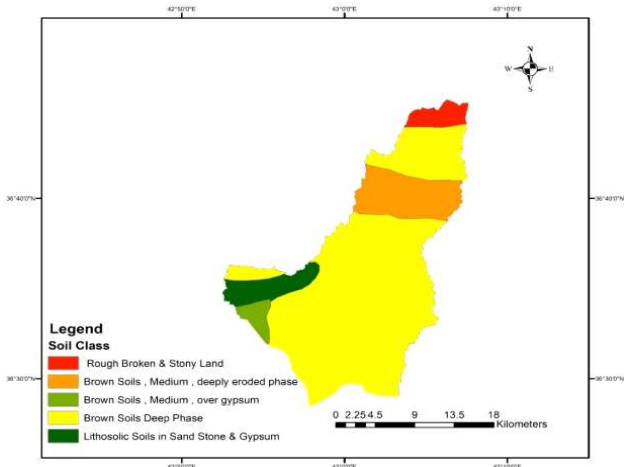 42°50'0"E 43°0'0"E 43°10'0"E
N
W E
S
36°40'0"N 36°40'0"N
Legend
Soil Class
Rough Broken & Stony Land
Brown Soils , Medium , deeply eroded phase
36°30'0"N 36°30'0"N
Brown Soils , Medium , over gypsum
Brown Soils Deep Phase
0 2.25 4.5 9 13.5 18
Kilometers
Lithosolic Soils in Sand Stone & Gypsum
43°0'0"E